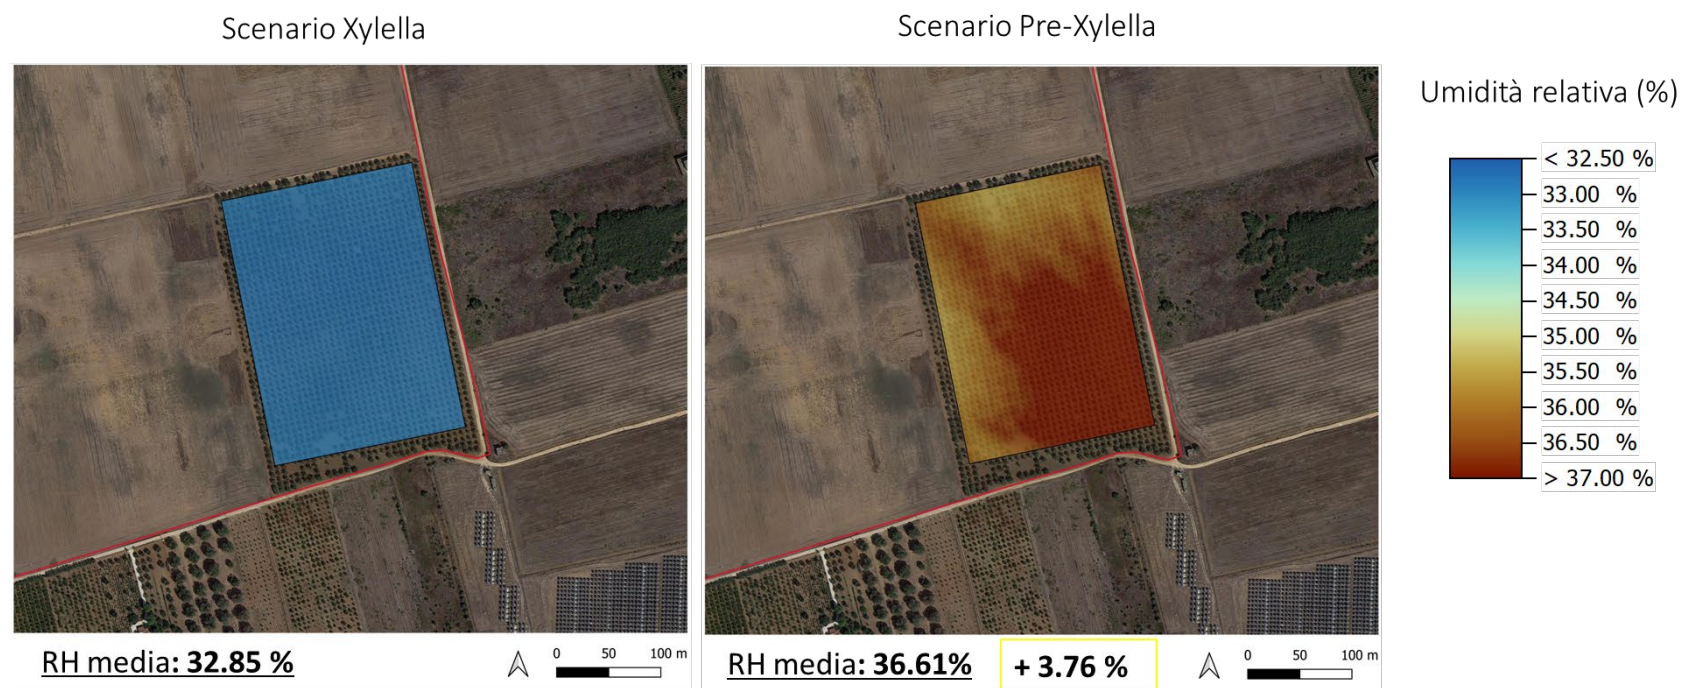 Scenario Xylella
Scenario Pre-Xylella
Umidità relativa (%)
< 32.50 %
33.00 %
33.50 %
34.00 %
34.50 %
35.00 %
35.50 %
36.00 %
36.50 %
> 37.00 %
RH media: 32.85 %
0 50 100 m
RH media: 36.61%
+ 3.76 %
0 50 100 m